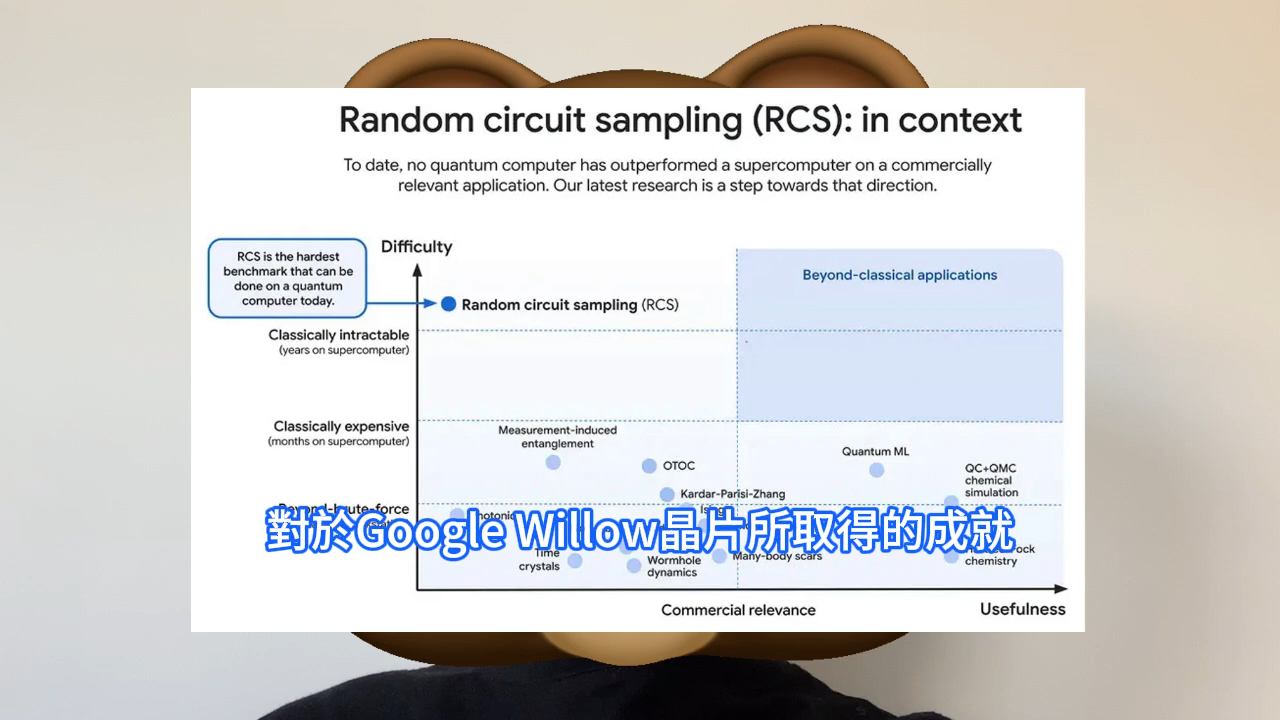 Random circuit sampling (RCS): in context
To date, no quantum computer has outperformed a supercomputer on a commercially
relevant application. Our latest research is a step towards that direction.
RCS is the hardest
benchmark that can be
done on a quantum
computer today.
Difficulty
Beyond-classical applications
Random circuit sampling (RCS)
Classically intractable
(years on supercomputer)
Classically expensive
(months on supercomputer)
Measurement-induced
entanglement
OTOC
Quantum ML
QC+QMC
chemical
simulation
Kardar-Parisi-Zhang
Beyond-brute-force
對於Google Willow晶片所取得的成就
Time
crystals
Wormhole
dynamics
Many-body scars
chemistry
Commercial relevance
Usefulness